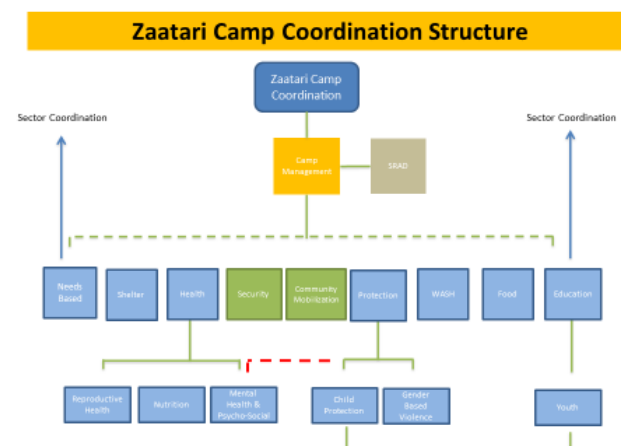 Zaatari Camp Coordination Structure
Zaatari Camp
Coordination
Sector Coordination
Sector Coordination
Camp
Management
SRAD
Needs
Based
Shelter
Health
Security
Community
Mobilization
Protection
WASH
Food
Education
Reproductive
Health
Nutrition
Mental
Health &
Psycho-Social
Child
Protection
Gender
Based
Violence
Youth